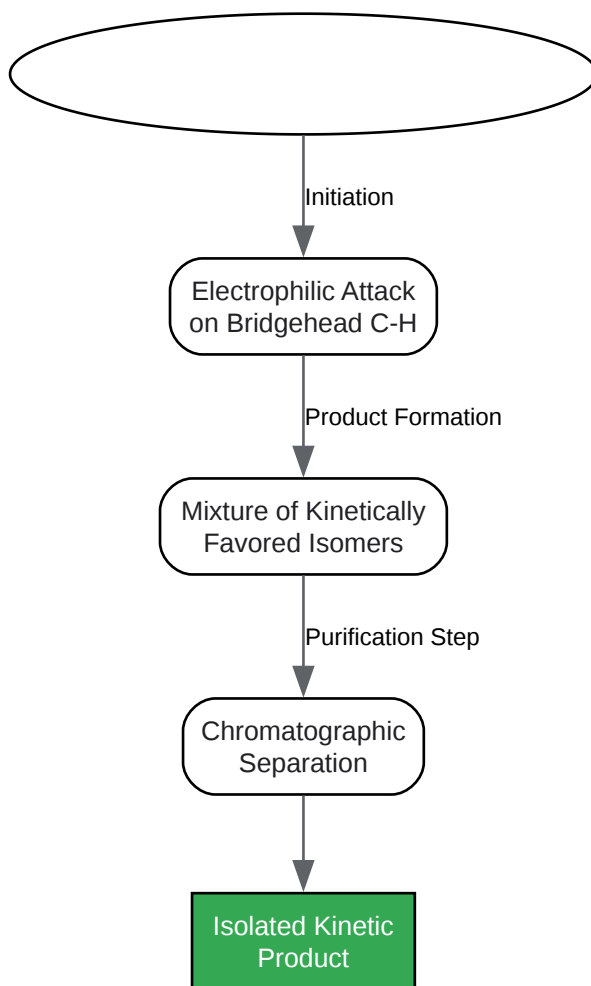 Initiation
Electrophilic Attack
on Bridgehead C-H
Product Formation
Mixture of Kinetically
Favored Isomers
Purification Step
Chromatographic
Separation
Isolated Kinetic
Product